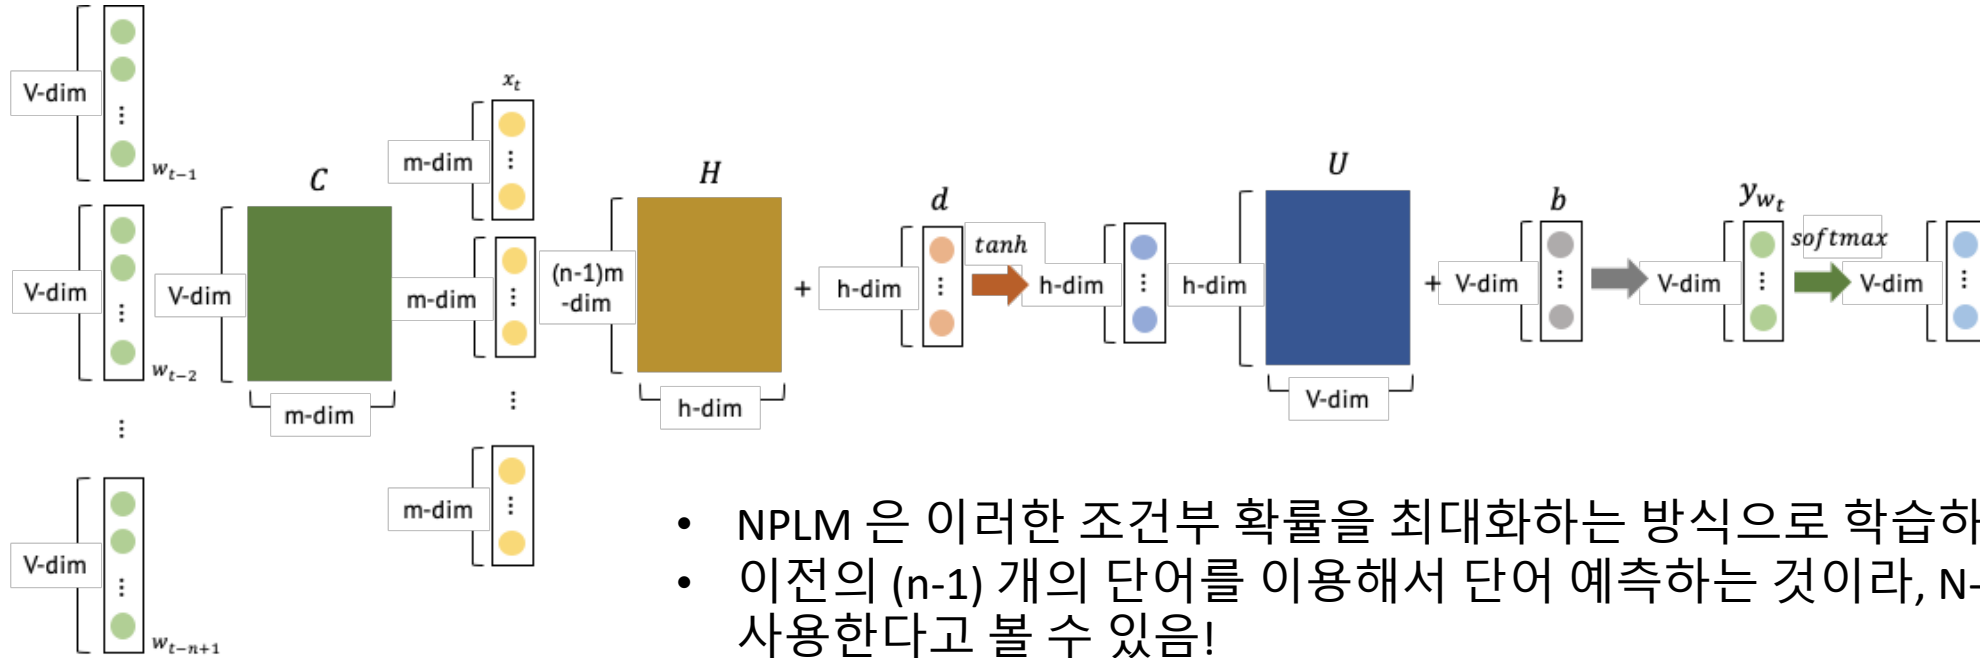 V-dim
w_{t-1}
V-dim
w_{t-2}
⋮
V-dim
w_{t-n+1}
C
V-dim
m-dim
x_t
m-dim
m-dim
⋮
m-dim
H
(n-1)m
-dim
h-dim
+
d
h-dim
tanh
h-dim
U
h-dim
V-dim
+
b
V-dim
y_{w_t}
V-dim
softmax
V-dim
• NPLM 은 이러한 조건부 확률을 최대화하는 방식으로 학습하
• 이전의 (n-1) 개의 단어를 이용해서 단어 예측하는 것이라, N-
사용한다고 볼 수 있음!